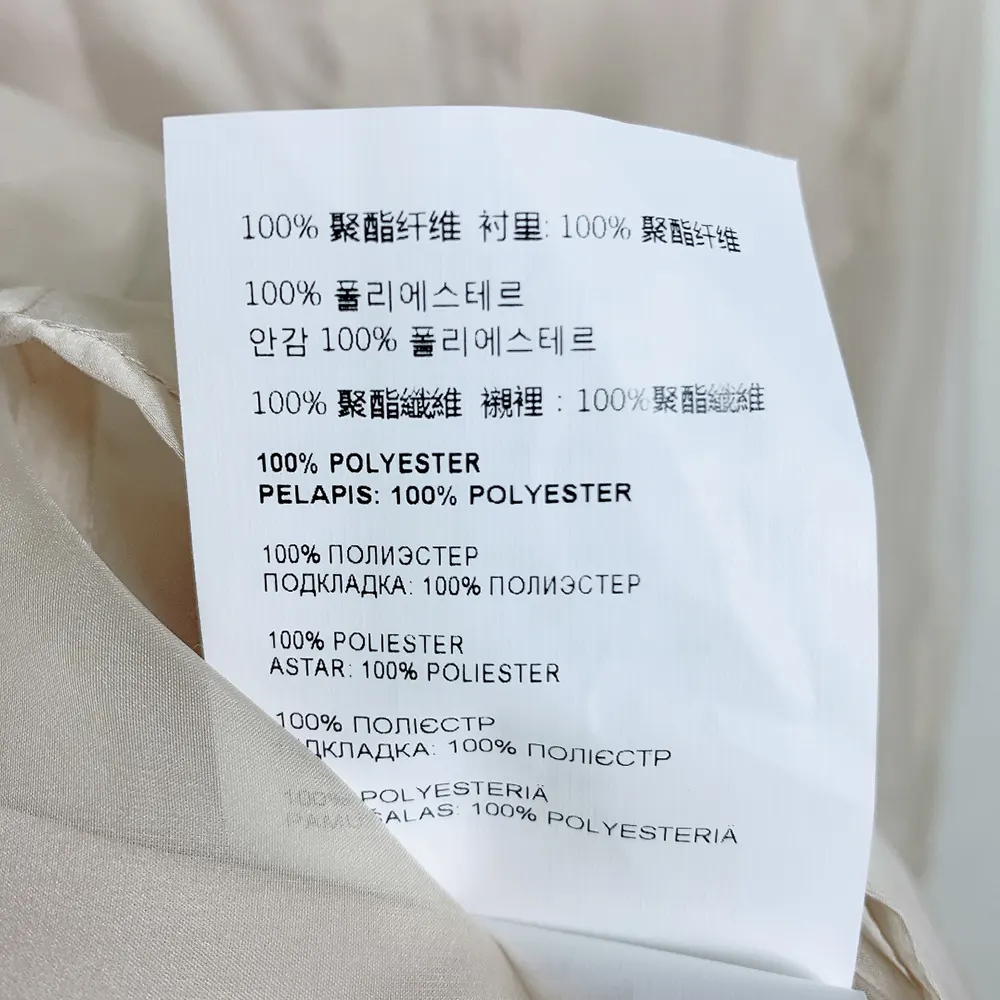 100% 聚酯纤维 衬里: 100% 聚酯纤维
100% 폴리에스테르
안감 100% 폴리에스테르
100% 聚酯纖維 襯裡 : 100%聚酯纖維
100% POLYESTER
PELAPIS: 100% POLYESTER
100% ПОЛИЭСТЕР
ПОДКЛАДКА: 100% ПОЛИЭСТЕР
100% POLIESTER
ASTAR: 100% POLIESTER
100% ПОЛІЄСТР
100% ПОЛІЄСТР
100% POLYESTERIÄ
100% POLYESTERIÄ